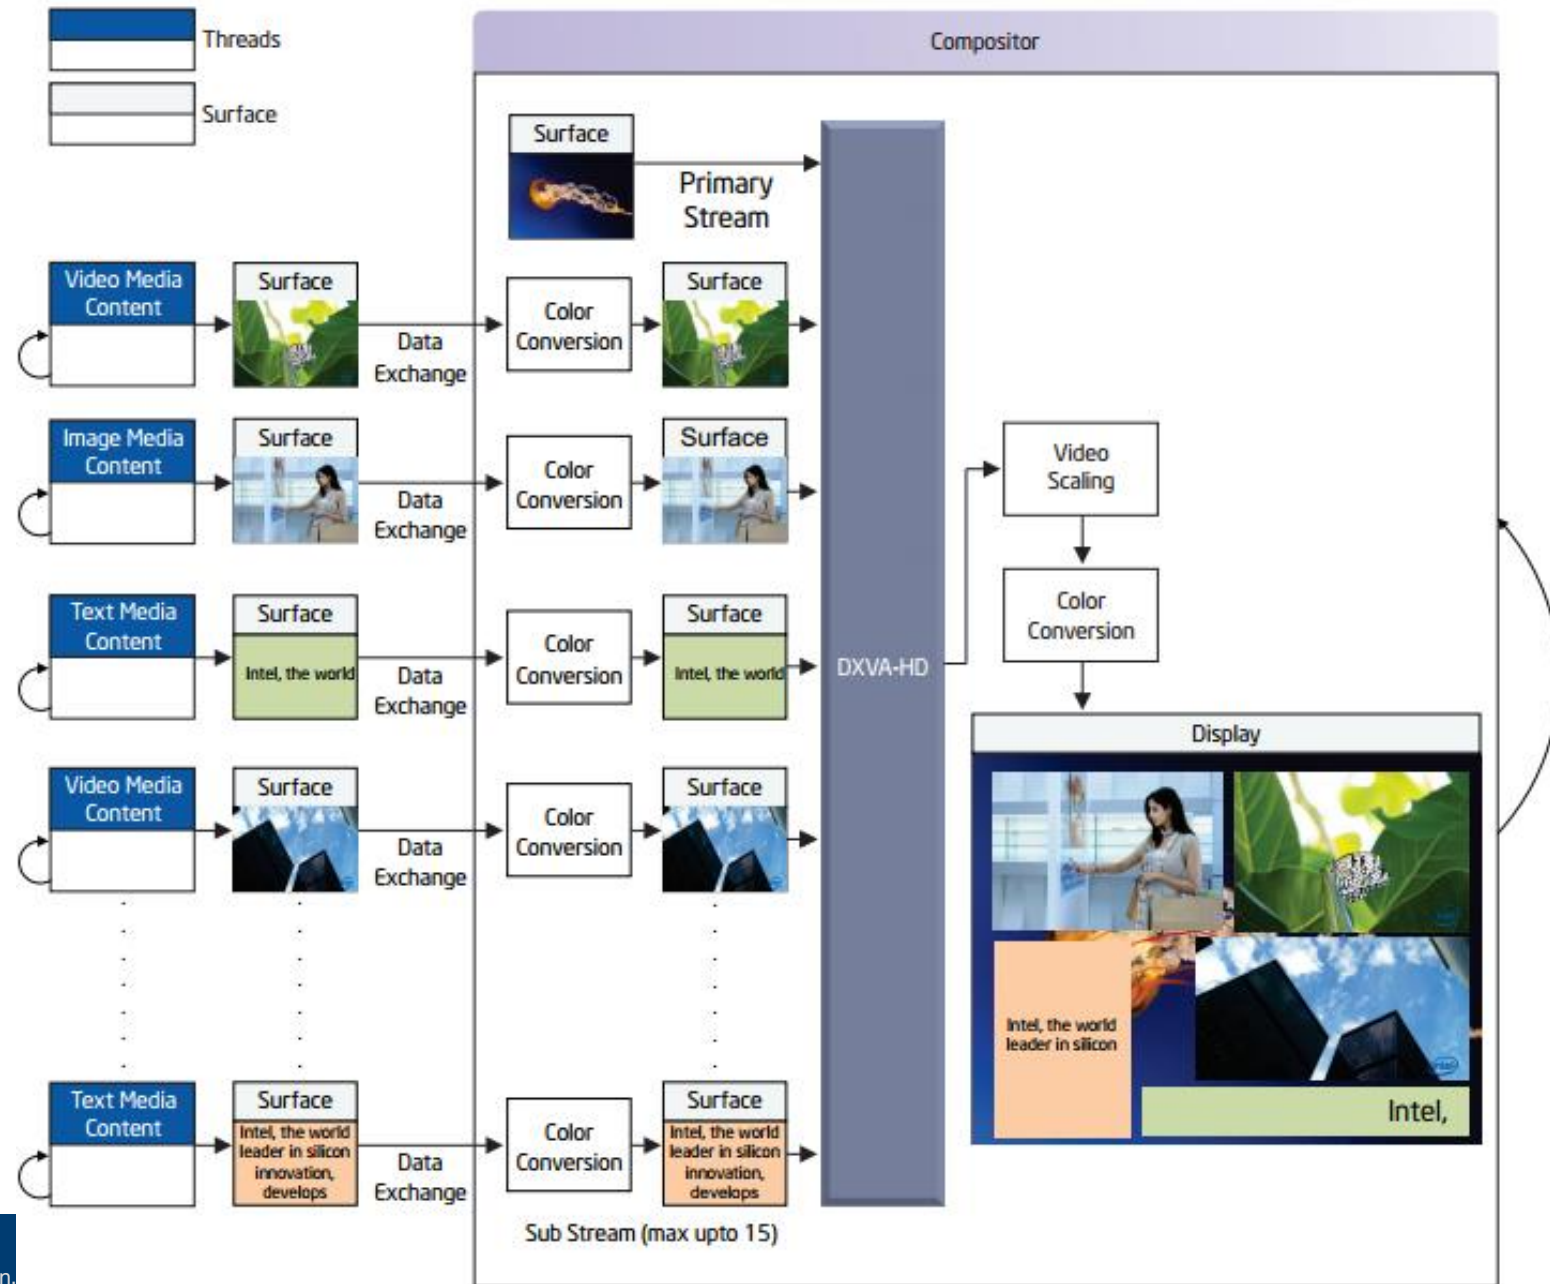 Threads
Surface
Compositor
Surface
Primary
Stream
Video Media
Content
Surface
Data
Exchange
Color
Conversion
Surface
Image Media
Content
Surface
Data
Exchange
Color
Conversion
Surface
Text Media
Content
Surface
Intel, the world
Data
Exchange
Color
Conversion
Surface
Intel, the world
Video Media
Content
Surface
Data
Exchange
Color
Conversion
Surface
Text Media
Content
Surface
Intel, the world
leader in silicon
innovation,
develops
Data
Exchange
Color
Conversion
Surface
Intel, the world
leader in silicon
innovation,
develops
Sub Stream (max upto 15)
DXVA-HD
Video
Scaling
Color
Conversion
Display
Intel, the world
leader in silicon
Intel,
n.